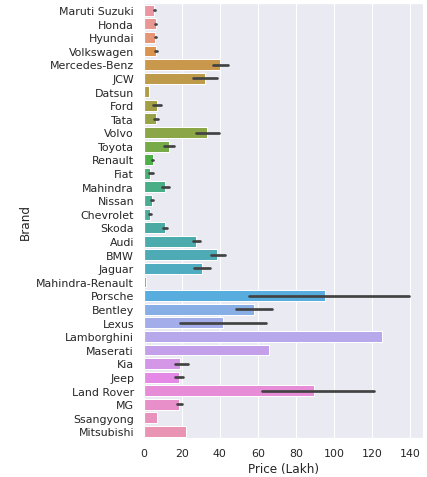 Maruti Suzuki
Honda
Hyundai
Volkswagen
Mercedes-Benz
JCW
Datsun
Ford
Tata
Volvo
Toyota
Renault
Fiat
Mahindra
Nissan
Chevrolet
Skoda
Audi
BMW
Jaguar
Mahindra-Renault
Porsche
Bentley
Lexus
Lamborghini
Maserati
Kia
Jeep
Land Rover
MG
Ssangyong
Mitsubishi
Brand
0 20 40 60 80 100 120 140
Price (Lakh)